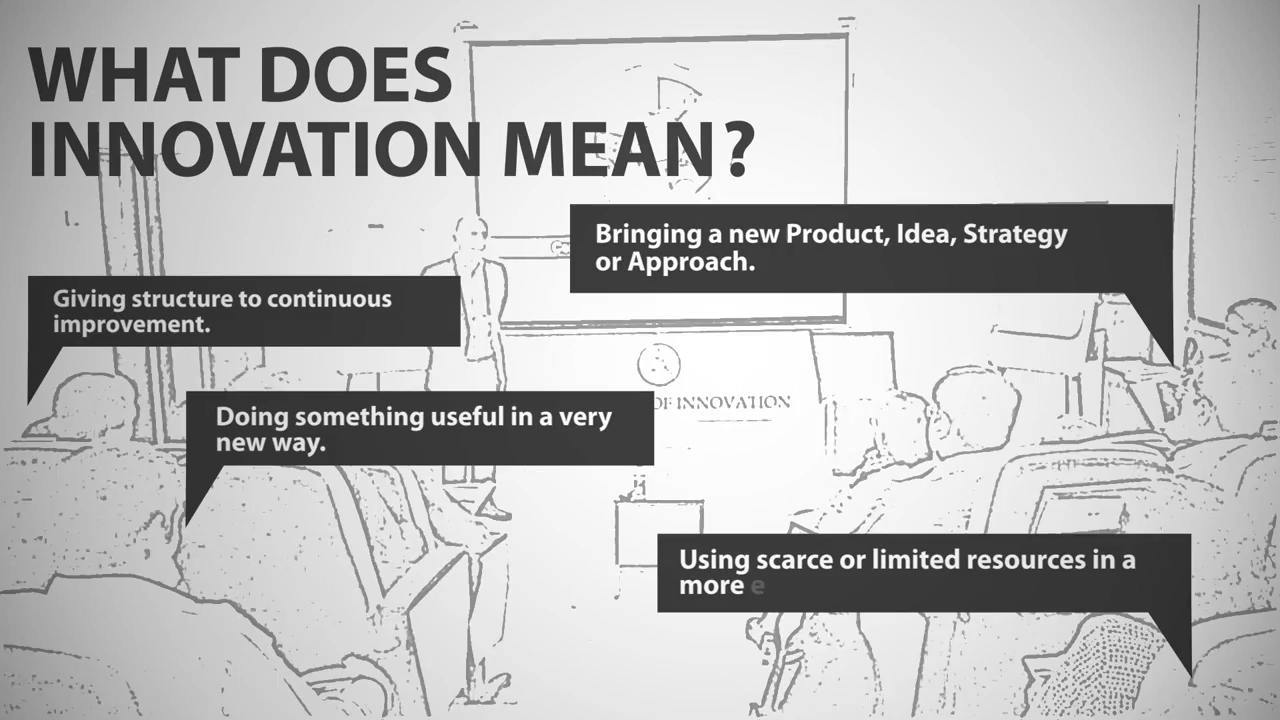 WHAT DOES
INNOVATION MEAN?
Bringing a new Product, Idea, Strategy
or Approach.
Giving structure to continuous
improvement.
Doing something useful in a very
new way.
OF INNOVATION
Using scarce or limited resources in a
more e